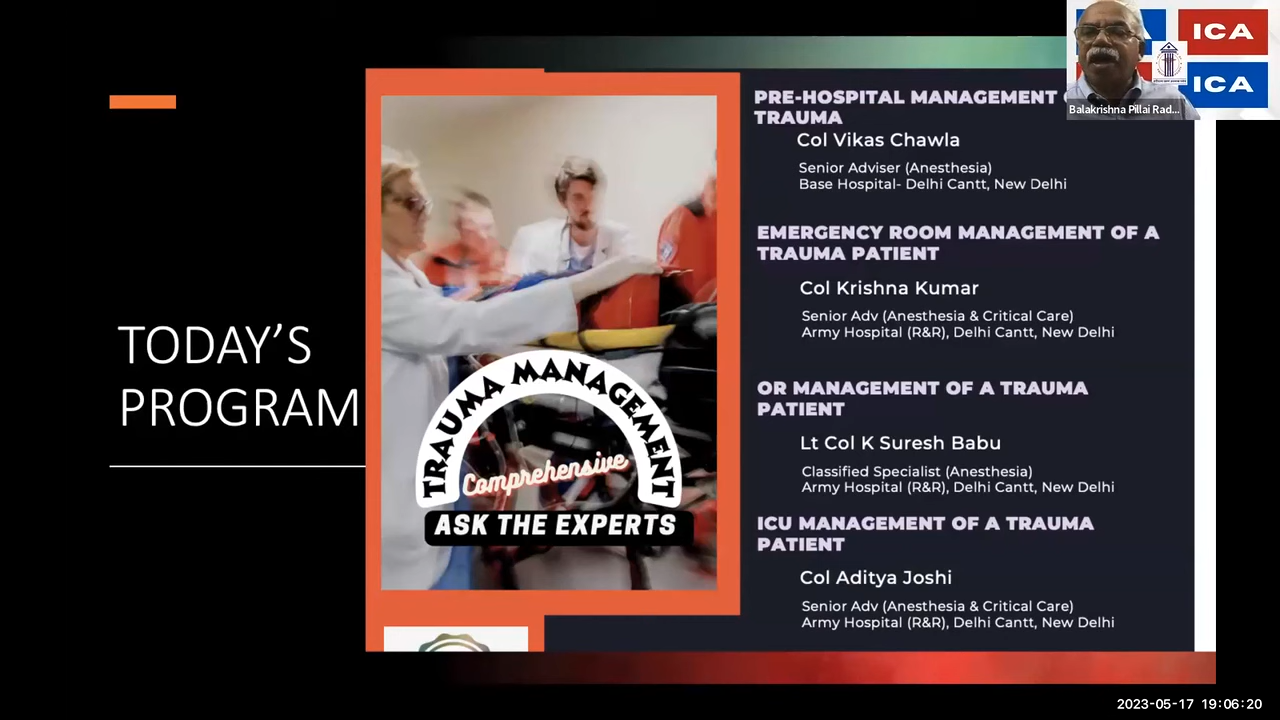 ICA
ICA
Balakrishna Pillai Rad...
TODAY'S
PROGRAM
TRAUMA MANAGEMENT
Comprehensive
ASK THE EXPERTS
PRE-HOSPITAL MANAGEMENT
TRAUMA
Col Vikas Chawla
Senior Adviser (Anesthesia)
Base Hospital- Delhi Cantt, New Delhi
EMERGENCY ROOM MANAGEMENT OF A
TRAUMA PATIENT
Col Krishna Kumar
Senior Adv (Anesthesia & Critical Care)
Army Hospital (R&R), Delhi Cantt, New Delhi
OR MANAGEMENT OF A TRAUMA
PATIENT
Lt Col K Suresh Babu
Classified Specialist (Anesthesia)
Army Hospital (R&R), Delhi Cantt, New Delhi
ICU MANAGEMENT OF A TRAUMA
PATIENT
Col Aditya Joshi
Senior Adv (Anesthesia & Critical Care)
Army Hospital (R&R), Delhi Cantt, New Delhi
2023-05-17 19:06:20